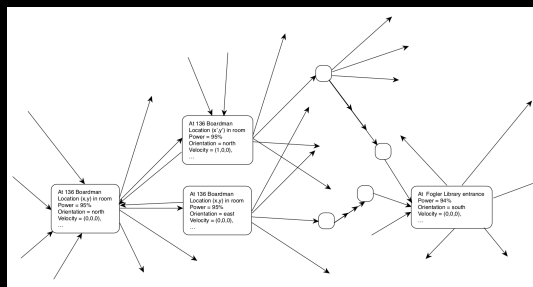 At 136 Boardman
Location (x',y') in room
Power = 95%
Orientation = north
Velocity = (1,0,0),
...
At 136 Boardman
Location (x,y) in room
Power = 95%
Orientation = north
Velocity = (0,0,0),
...
At 136 Boardman
Location (x,y) in room
Power = 95%
Orientation = east
Velocity = (0,0,0),
...
At Fogler Library entrance
Power = 94%
Orientation = south
Velocity = (0,0,0),
...